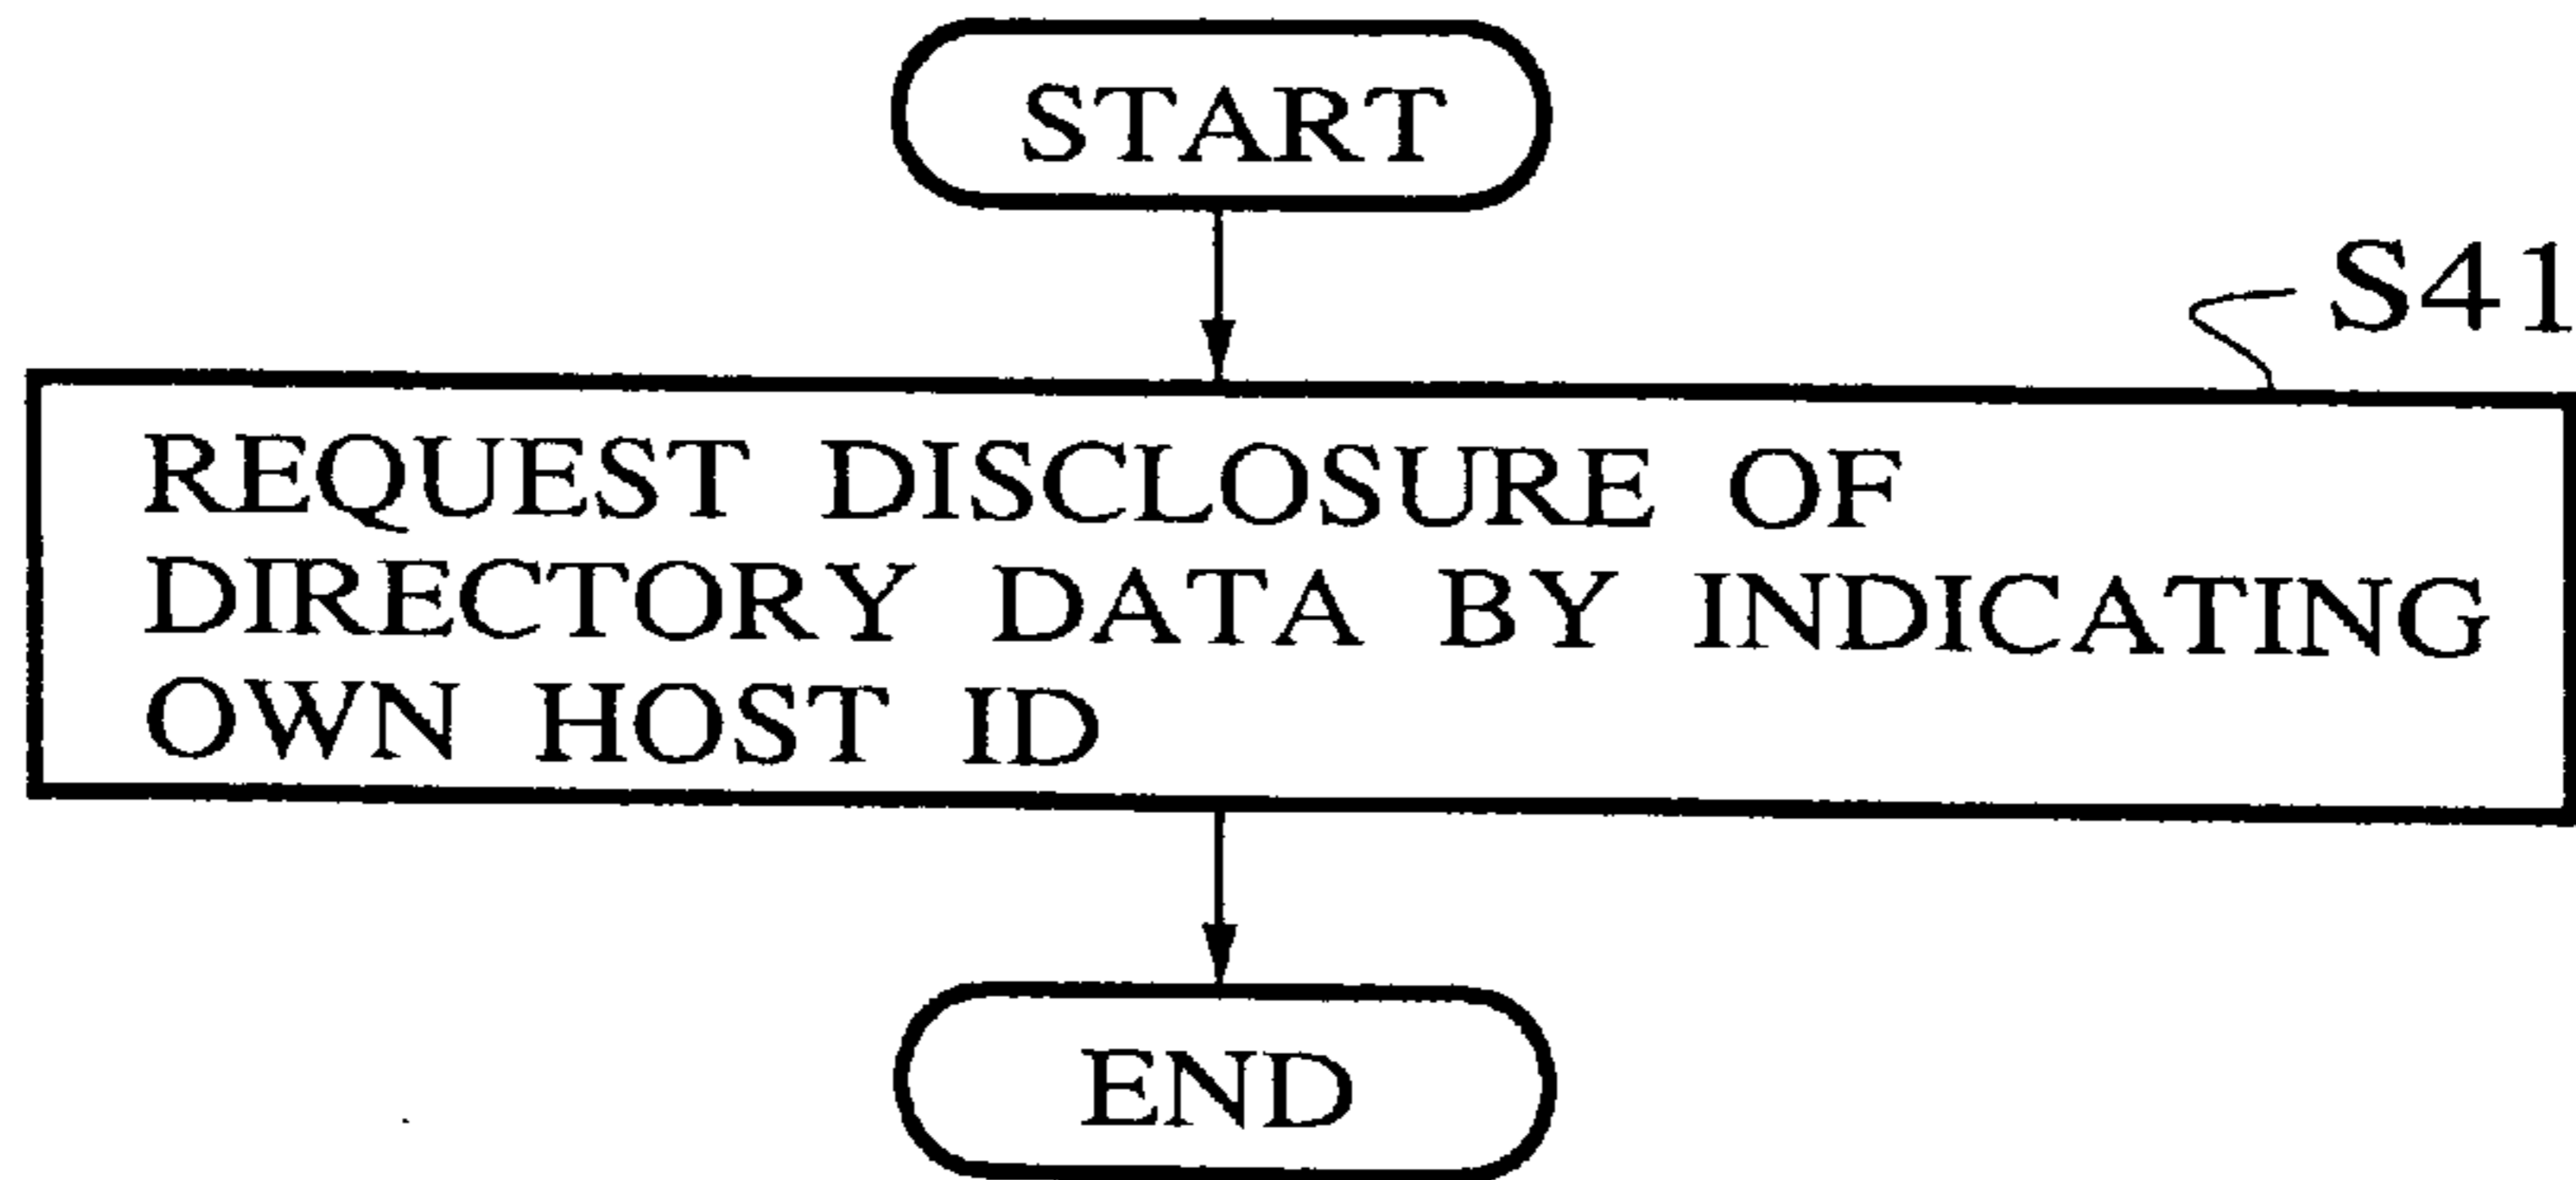 START
S41
REQUEST DISCLOSURE OF
DIRECTORY DATA BY INDICATING
OWN HOST ID
END